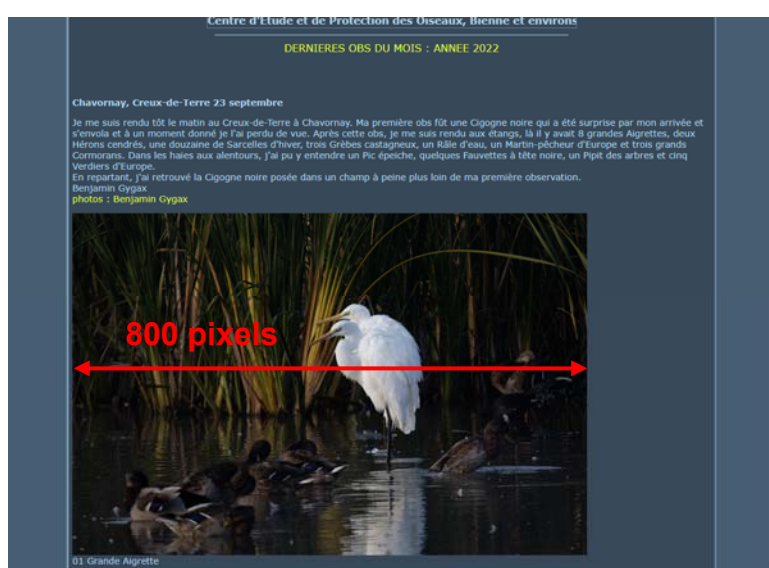 Centre d'Etude et de Protection des Oiseaux, Bienne et environs
DERNIERES OBS DU MOIS : ANNEE 2022
Chavornay, Creux-de-Terre 23 septembre
Je me suis rendu tôt le matin au Creux-de-Terre à Chavornay. Ma première obs fût une Cigogne noire qui a été surprise par mon arrivée et
s'envola et à un moment donné je l'ai perdu de vue. Après cette obs, je me suis rendu aux étangs, là il y avait 8 grandes Aigrettes, deux
Hérons cendrés, une douzaine de Sarcelles d'hiver, trois Grèbes castagneux, un Râle d'eau, un Martin-pêcheur d'Europe et trois grands
Cormorans. Dans les haies aux alentours, j'ai pu y entendre un Pic épeiche, quelques Fauvettes à tête noire, un Pipit des arbres et cinq
Verdiers d'Europe.
En repartant, j'ai retrouvé la Cigogne noire posée dans un champ à peine plus loin de ma première observation.
Benjamin Gygax
photos : Benjamin Gygax
800 pixels
01 Grande Aigrette